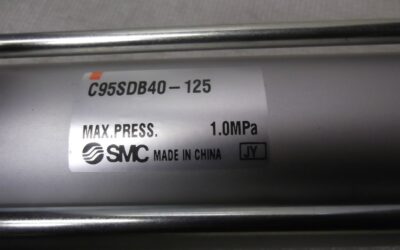 C95SDB40-125
MAX.PRESS. 1.0MPa
SMC MADE IN CHINA JY